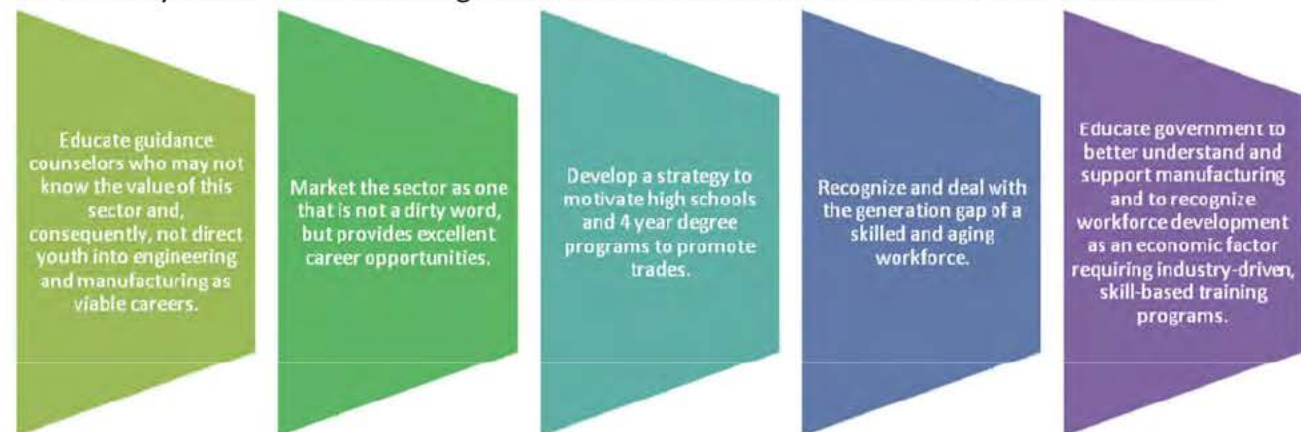 Educate guidance
counselors who may not
know the value of this
sector and,
consequently, not direct
youth into engineering
and manufacturing as
viable careers.
Market the sector as one
that is not a dirty word,
but provides excellent
career opportunities.
Develop a strategy to
motivate high schools
and 4 year degree
programs to promote
trades.
Recognize and deal with
the generation gap of a
skilled and aging
workforce.
Educate government to
better understand and
support manufacturing
and to recognize
workforce development
as an economic factor
requiring industry-driven,
skill-based training
programs.